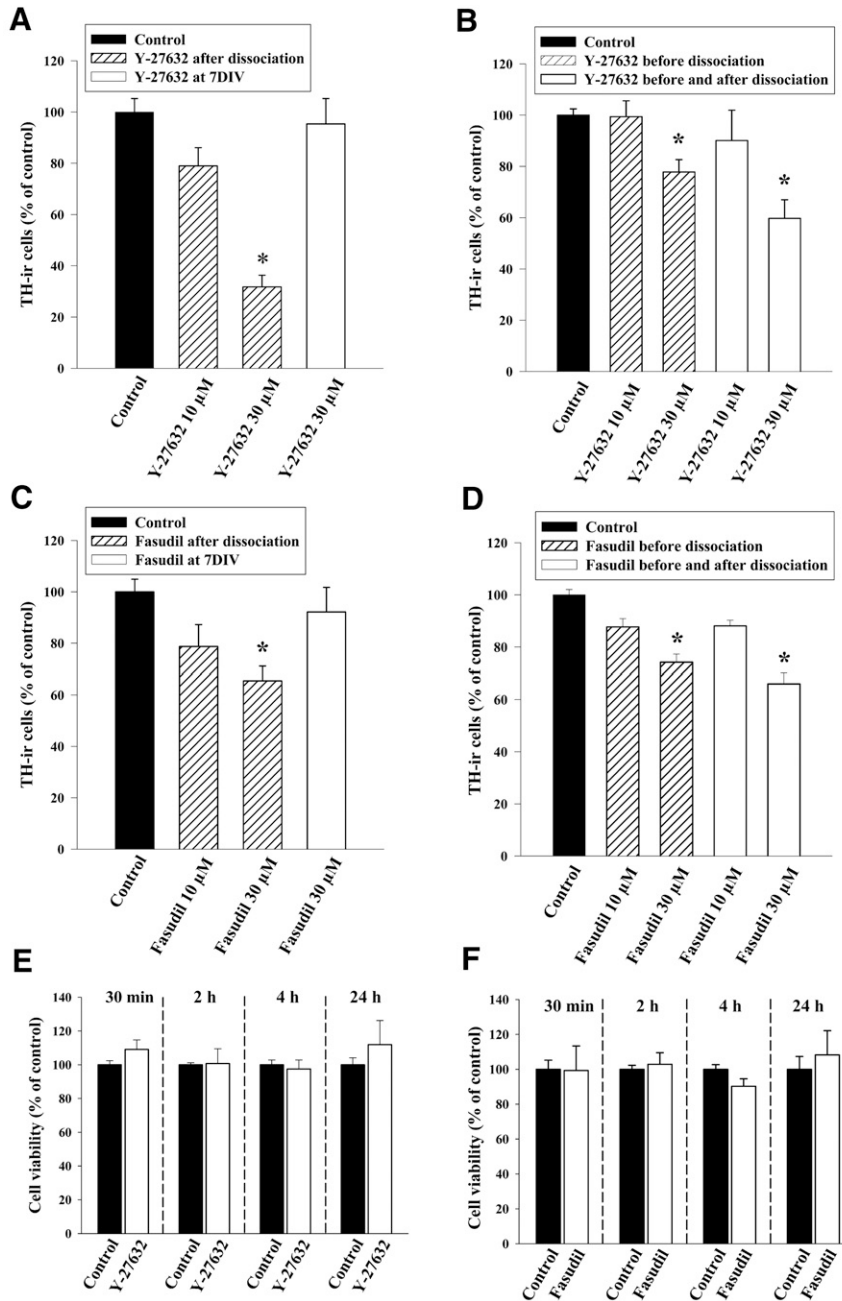 A
Control
Y-27632 after dissociation
Y-27632 at 7DIV
TH-ir cells (% of control)
120
100
80
60
40
20
0
*
Control
Y-27632 10 µM
Y-27632 30 µM
Y-27632 30 µM
B
Control
Y-27632 before dissociation
Y-27632 before and after dissociation
TH-ir cells (% of control)
120
100
80
60
40
20
0
*
*
Control
Y-27632 10 µM
Y-27632 30 µM
Y-27632 10 µM
Y-27632 30 µM
C
Control
Fasudil after dissociation
Fasudil at 7DIV
TH-ir cells (% of control)
120
100
80
60
40
20
0
*
Control
Fasudil 10 µM
Fasudil 30 µM
Fasudil 30 µM
D
Control
Fasudil before dissociation
Fasudil before and after dissociation
TH-ir cells (% of control)
120
100
80
60
40
20
0
*
*
Control
Fasudil 10 µM
Fasudil 30 µM
Fasudil 10 µM
Fasudil 30 µM
E
Cell viability (% of control)
140
120
100
80
60
40
20
0
30 min
2 h
4 h
24 h
Control
Y-27632
Control
Y-27632
Control
Y-27632
Control
Y-27632
F
Cell viability (% of control)
140
120
100
80
60
40
20
0
30 min
2 h
4 h
24 h
Control
Fasudil
Control
Fasudil
Control
Fasudil
Control
Fasudil